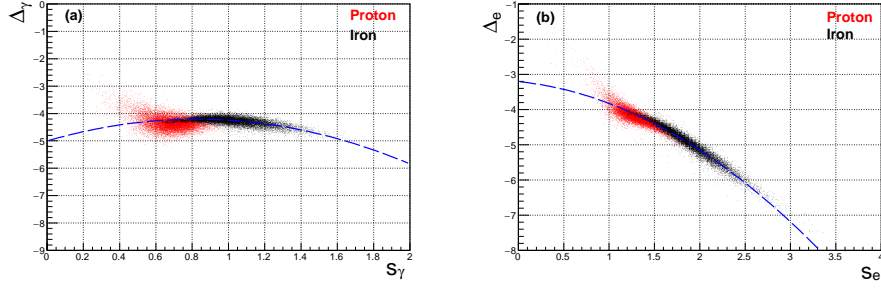 Δγ
(a)
Proton
Iron
0
−1
−2
−3
−4
−5
−6
−7
−8
−9
0 0.2 0.4 0.6 0.8 1 1.2 1.4 1.6 1.8 2
Sγ
Δe
(b)
Proton
Iron
−1
−2
−3
−4
−5
−6
−7
−8
0 0.5 1 1.5 2 2.5 3 3.5 4
Se